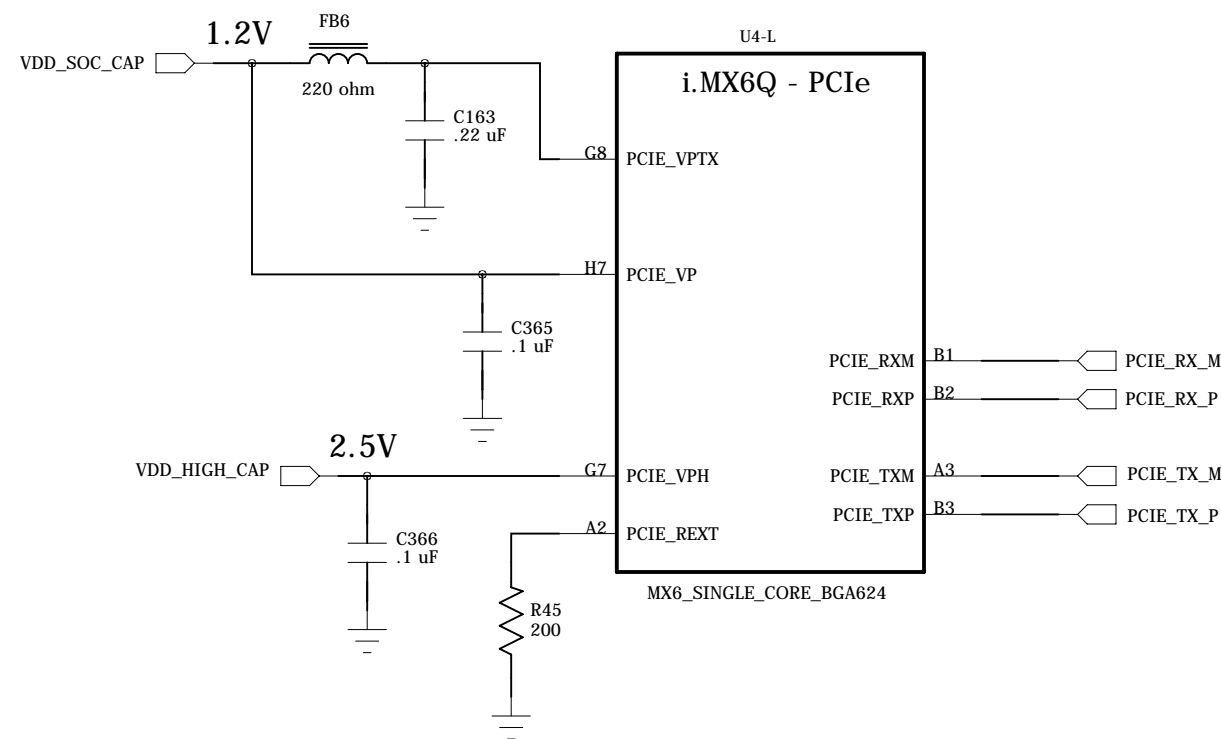 1.2V
FB6
VDD_SOC_CAP
220 ohm
C163
.22 uF
U4-L
i.MX6Q - PCIe
G8 PCIE_VPTX
H7 PCIE_VP
C365
.1 uF
PCIE_RXM B1 PCIE_RX_M
PCIE_RXP B2 PCIE_RX_P
2.5V
VDD_HIGH_CAP
G7 PCIE_VPH
PCIE_TXM A3 PCIE_TX_M
PCIE_TXP B3 PCIE_TX_P
A2 PCIE_REXT
C366
.1 uF
MX6_SINGLE_CORE_BGA624
R45
200